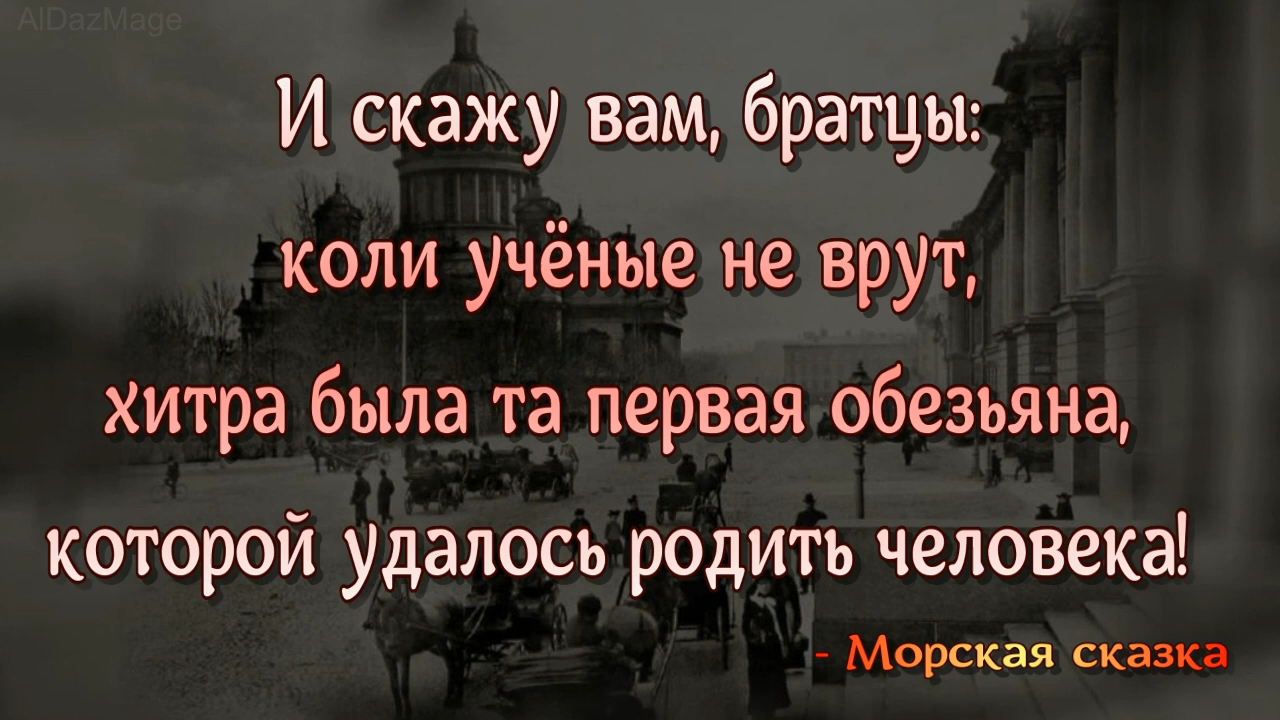 AlDazMage
И скажу вам, братцы:
коли учёные не врут,
хитра была та первая обезьяна,
которой удалось родить человека!
- Морская сказка